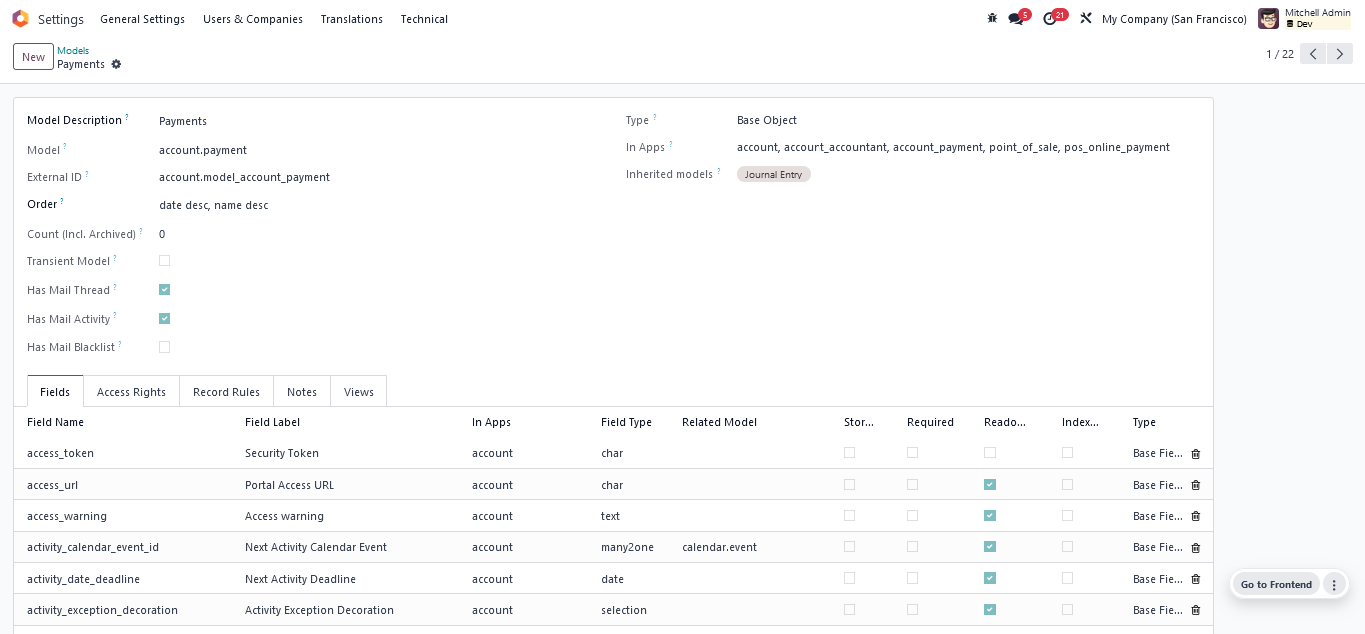 Settings General Settings Users & Companies Translations Technical 5 21 My Company (San Francisco) Mitchell Admin
Dev
New Models
Payments
1 / 22
Model Description ? Payments
Model ? account.payment
External ID ? account.model_account_payment
Order ? date desc, name desc
Count (Incl. Archived) ? 0
Transient Model ?
Has Mail Thread ?
Has Mail Activity ?
Has Mail Blacklist ?
Type ? Base Object
In Apps ? account, account_accountant, account_payment, point_of_sale, pos_online_payment
Inherited models ? Journal Entry
Fields Access Rights Record Rules Notes Views
Field Name Field Label In Apps Field Type Related Model Stor... Required Reado... Index... Type
access_token Security Token account char Base Fie...
access_url Portal Access URL account char Base Fie...
access_warning Access warning account text Base Fie...
activity_calendar_event_id Next Activity Calendar Event account many2one calendar.event Base Fie...
activity_date_deadline Next Activity Deadline account date Base Fie...
activity_exception_decoration Activity Exception Decoration account selection Base Fie...
Go to Frontend